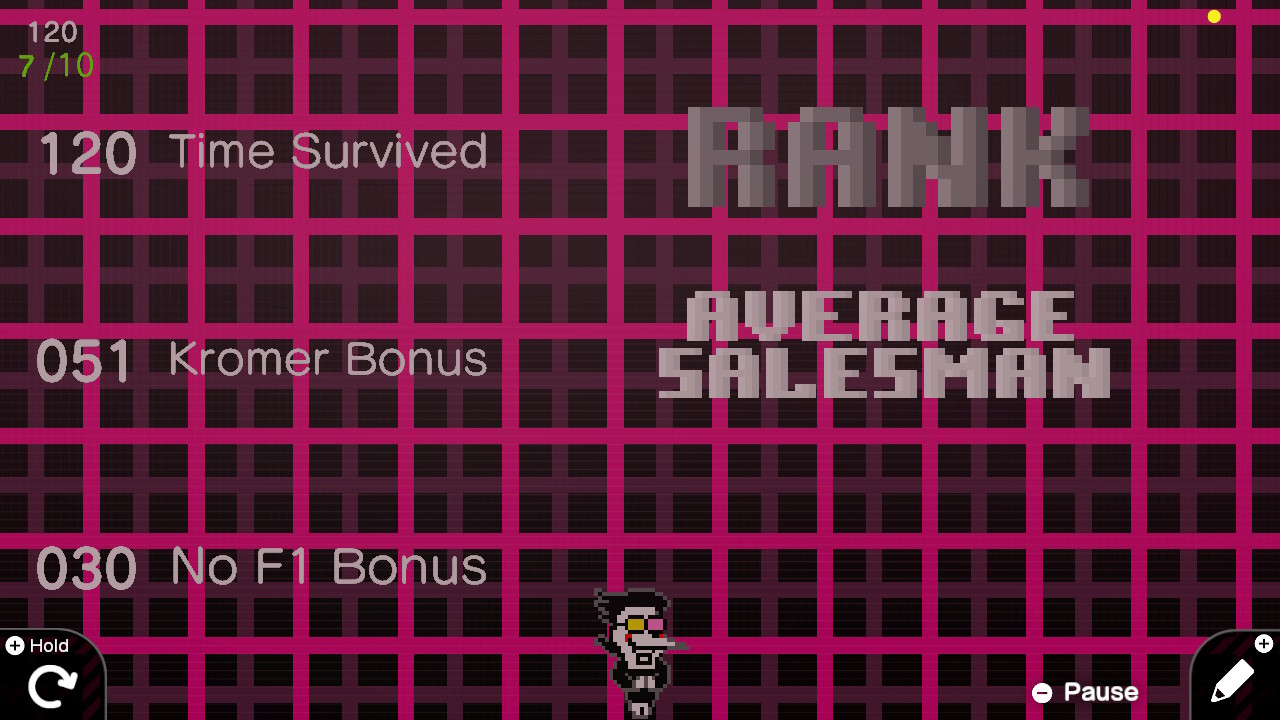 120
7 /10
120 Time Survived
RANK
AVERAGE
SALESMAN
051 Kromer Bonus
030 No F1 Bonus
+ Hold
+
- Pause